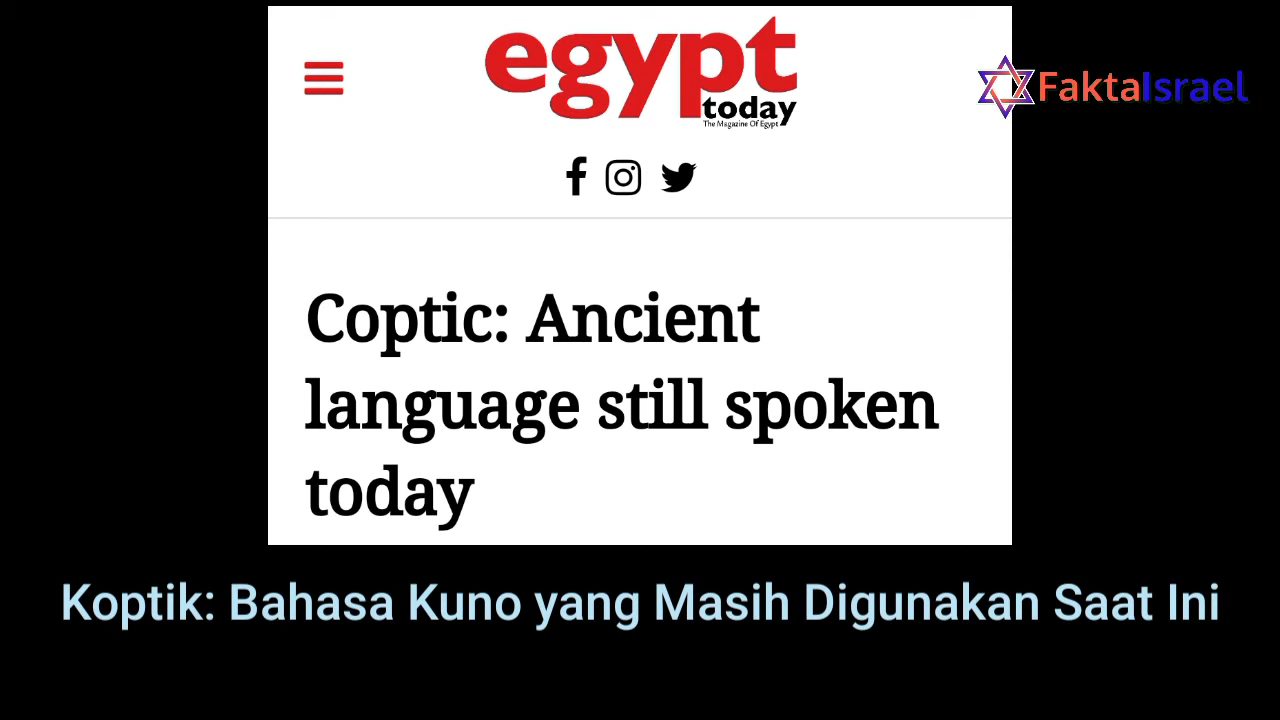 egypt
today
The Magazine Of Egypt
FaktaIsrael
Coptic: Ancient
language still spoken
today
Koptik: Bahasa Kuno yang Masih Digunakan Saat Ini